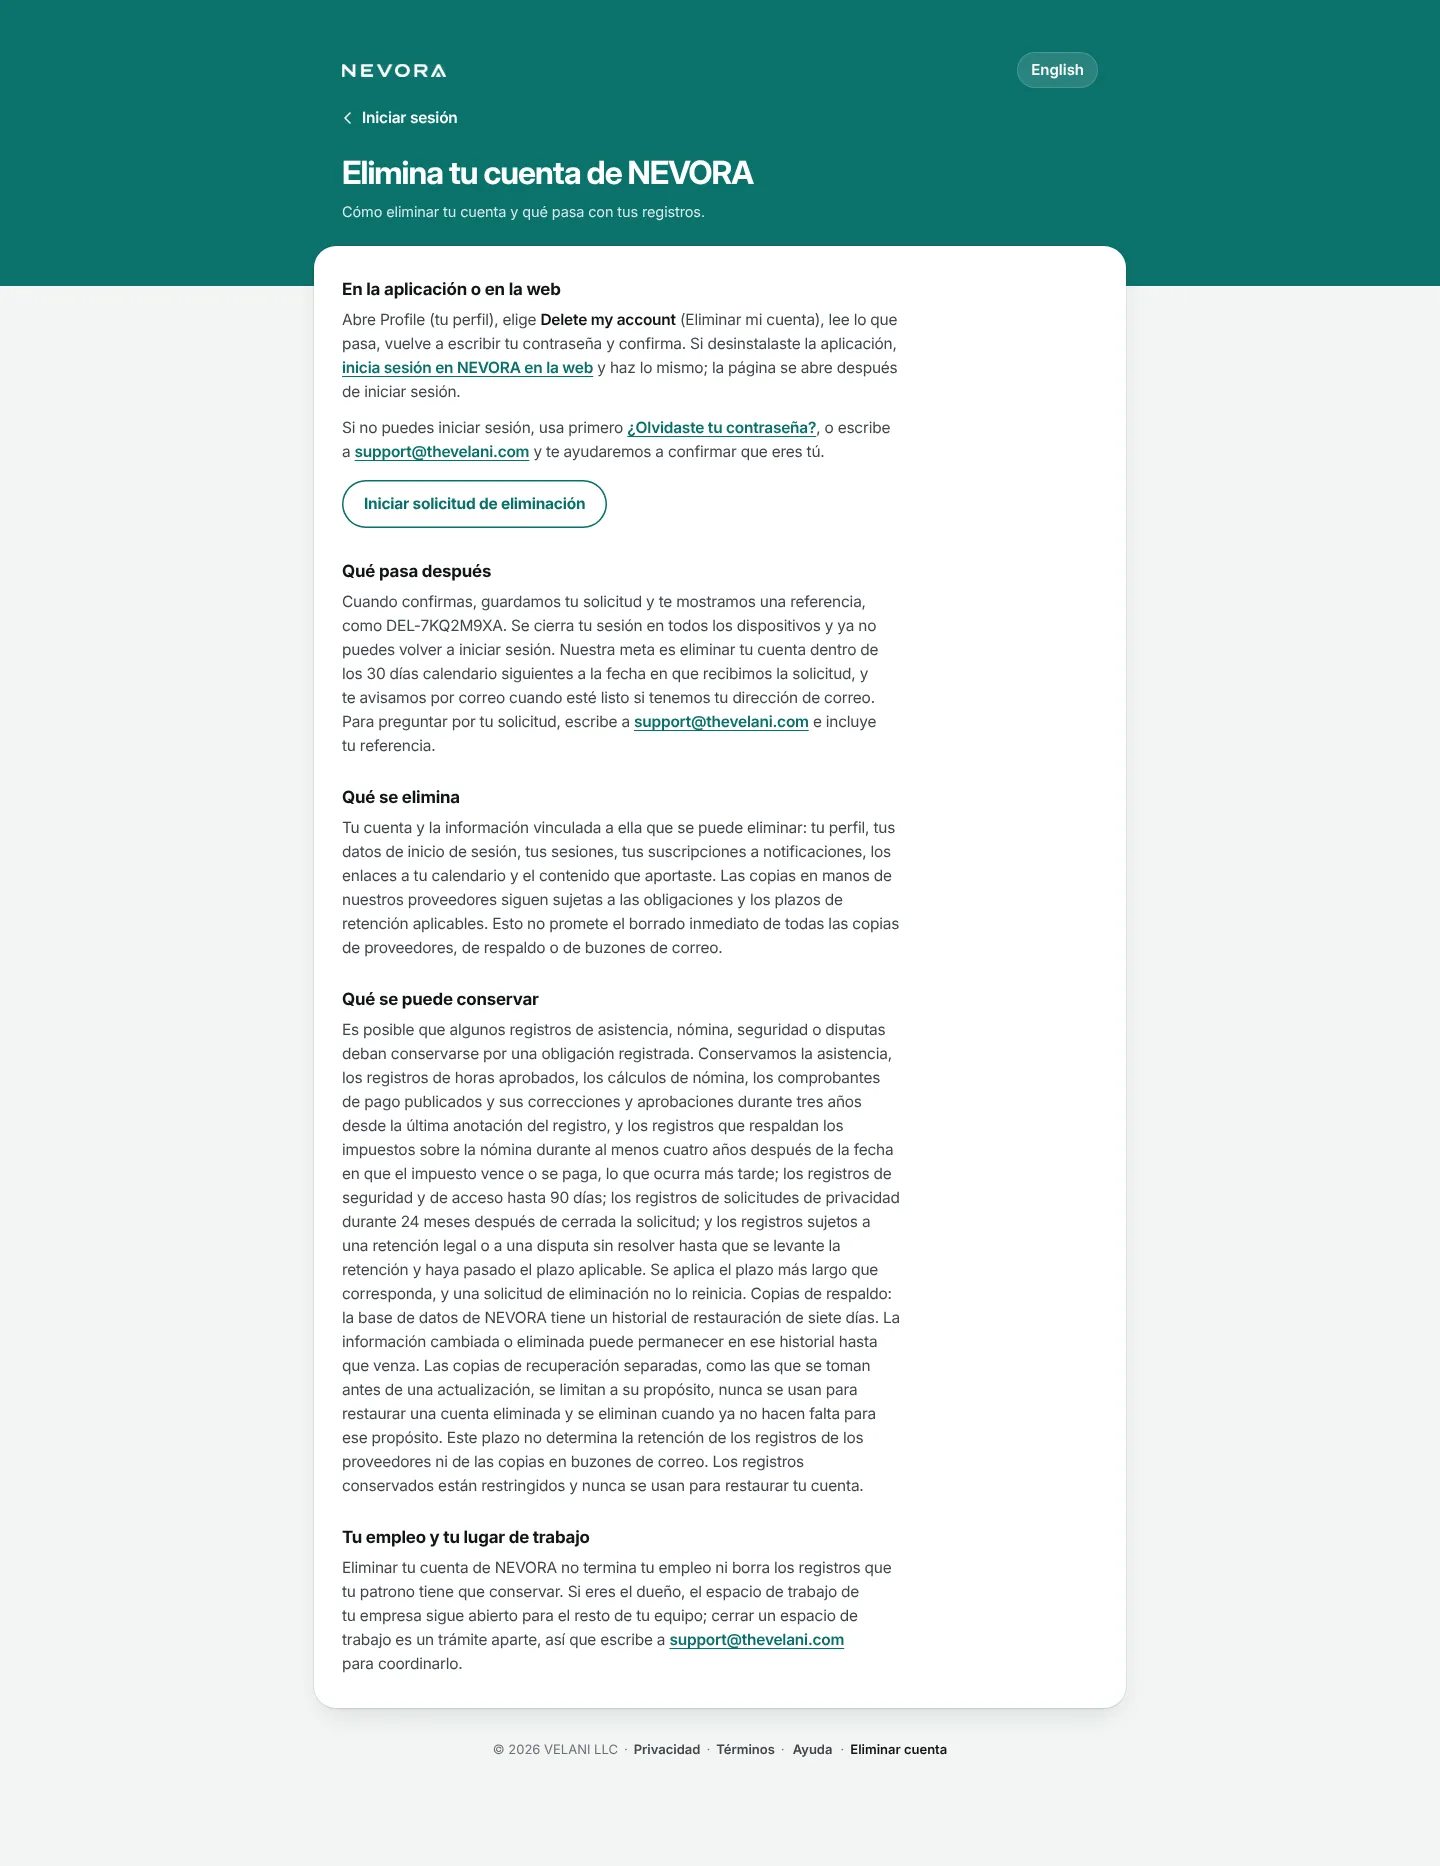 NEVORA
English
Iniciar sesión
Elimina tu cuenta de NEVORA
Cómo eliminar tu cuenta y qué pasa con tus registros.
En la aplicación o en la web
Abre Profile (tu perfil), elige Delete my account (Eliminar mi cuenta), lee lo que
pasa, vuelve a escribir tu contraseña y confirma. Si desinstalaste la aplicación,
inicia sesión en NEVORA en la web y haz lo mismo; la página se abre después
de iniciar sesión.
Si no puedes iniciar sesión, usa primero ¿Olvidaste tu contraseña?, o escribe
a support@thevelani.com y te ayudaremos a confirmar que eres tú.
Iniciar solicitud de eliminación
Qué pasa después
Cuando confirmas, guardamos tu solicitud y te mostramos una referencia,
como DEL-7KQ2M9XA. Se cierra tu sesión en todos los dispositivos y ya no
puedes volver a iniciar sesión. Nuestra meta es eliminar tu cuenta dentro de
los 30 días calendario siguientes a la fecha en que recibimos la solicitud, y
te avisamos por correo cuando esté listo si tenemos tu dirección de correo.
Para preguntar por tu solicitud, escribe a support@thevelani.com e incluye
tu referencia.
Qué se elimina
Tu cuenta y la información vinculada a ella que se puede eliminar: tu perfil, tus
datos de inicio de sesión, tus sesiones, tus suscripciones a notificaciones, los
enlaces a tu calendario y el contenido que aportaste. Las copias en manos de
nuestros proveedores siguen sujetas a las obligaciones y los plazos de
retención aplicables. Esto no promete el borrado inmediato de todas las copias
de proveedores, de respaldo o de buzones de correo.
Qué se puede conservar
Es posible que algunos registros de asistencia, nómina, seguridad o disputas
deban conservarse por una obligación registrada. Conservamos la asistencia,
los registros de horas aprobados, los cálculos de nómina, los comprobantes
de pago publicados y sus correcciones y aprobaciones durante tres años
desde la última anotación del registro, y los registros que respaldan los
impuestos sobre la nómina durante al menos cuatro años después de la fecha
en que el impuesto vence o se paga, lo que ocurra más tarde; los registros de
seguridad y de acceso hasta 90 días; los registros de solicitudes de privacidad
durante 24 meses después de cerrada la solicitud; y los registros sujetos a
una retención legal o a una disputa sin resolver hasta que se levante la
retención y haya pasado el plazo aplicable. Se aplica el plazo más largo que
corresponda, y una solicitud de eliminación no lo reinicia. Copias de respaldo:
la base de datos de NEVORA tiene un historial de restauración de siete días. La
información cambiada o eliminada puede permanecer en ese historial hasta
que venza. Las copias de recuperación separadas, como las que se toman
antes de una actualización, se limitan a su propósito, nunca se usan para
restaurar una cuenta eliminada y se eliminan cuando ya no hacen falta para
ese propósito. Este plazo no determina la retención de los registros de los
proveedores ni de las copias en buzones de correo. Los registros
conservados están restringidos y nunca se usan para restaurar tu cuenta.
Tu empleo y tu lugar de trabajo
Eliminar tu cuenta de NEVORA no termina tu empleo ni borra los registros que
tu patrono tiene que conservar. Si eres el dueño, el espacio de trabajo de
tu empresa sigue abierto para el resto de tu equipo; cerrar un espacio de
trabajo es un trámite aparte, así que escribe a support@thevelani.com
para coordinarlo.
© 2026 VELANI LLC · Privacidad · Términos · Ayuda · Eliminar cuenta